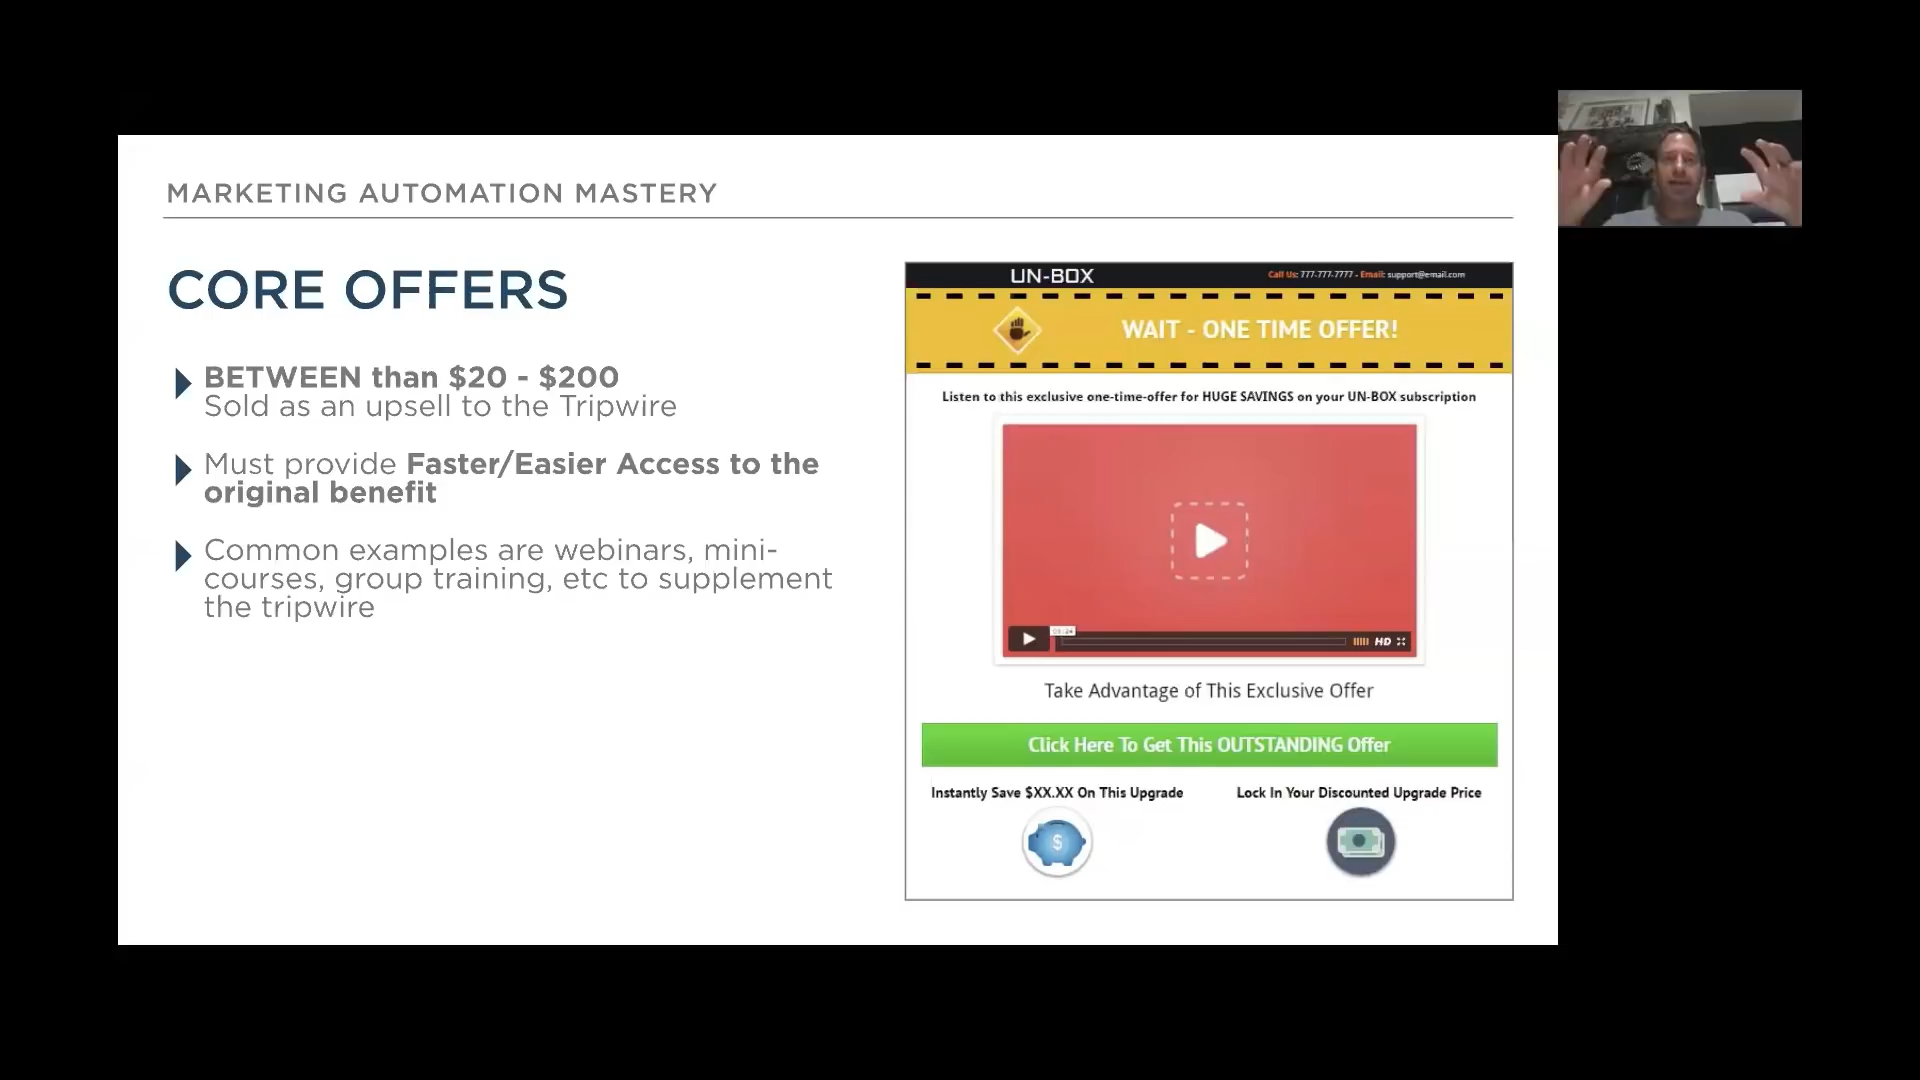 MARKETING AUTOMATION MASTERY
CORE OFFERS
BETWEEN than $20 - $200
Sold as an upsell to the Tripwire
Must provide Faster/Easier Access to the
original benefit
Common examples are webinars, mini-
courses, group training, etc to supplement
the tripwire
UN-BOX
Call Us: 777-777-7777 - Email: support@email.com
WAIT - ONE TIME OFFER!
Listen to this exclusive one-time-offer for HUGE SAVINGS on your UN-BOX subscription
HD
Take Advantage of This Exclusive Offer
Click Here To Get This OUTSTANDING Offer
Instantly Save $XX.XX On This Upgrade
Lock In Your Discounted Upgrade Price
$